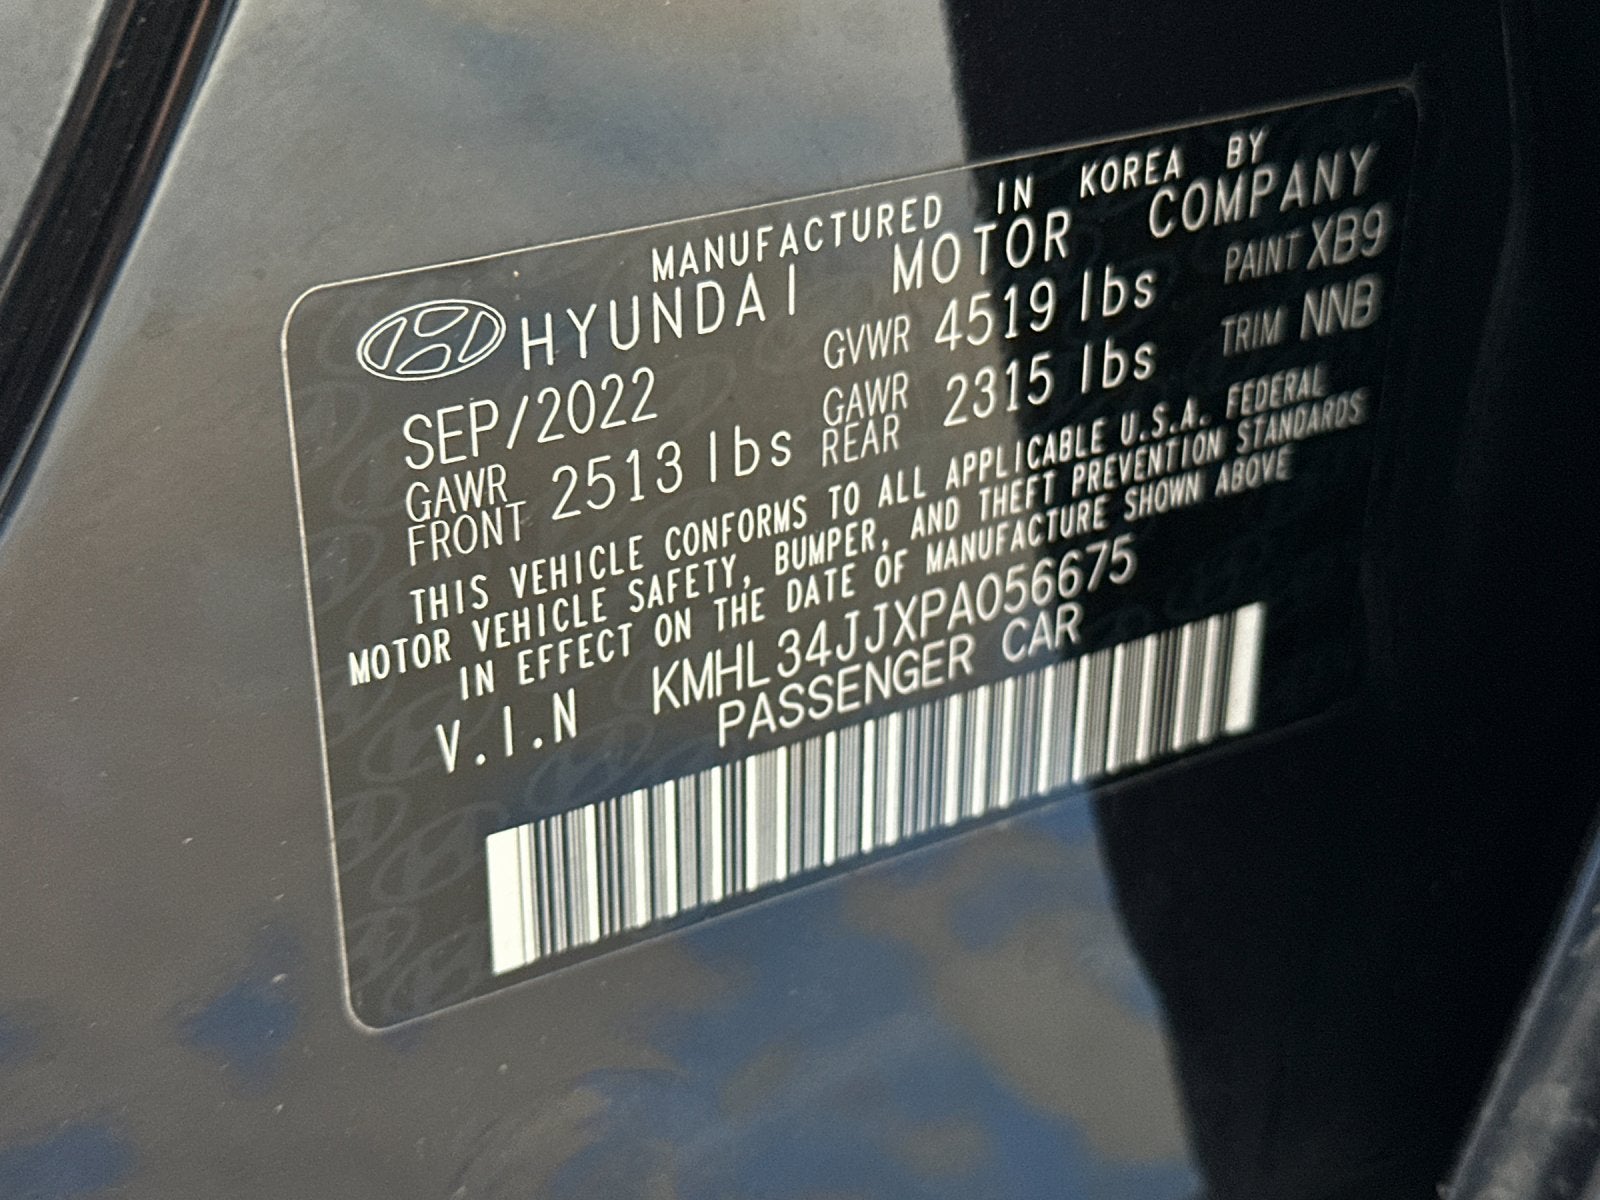 MANUFACTURED IN KOREA BY
HYUNDAI MOTOR COMPANY
SEP/2022 GVWR 4519 lbs PAINT XB9
GAWR FRONT 2513 lbs GAWR REAR 2315 lbs TRIM NNB
THIS VEHICLE CONFORMS TO ALL APPLICABLE U.S.A. FEDERAL
MOTOR VEHICLE SAFETY, BUMPER, AND THEFT PREVENTION STANDARDS
IN EFFECT ON THE DATE OF MANUFACTURE SHOWN ABOVE
V.I.N KMHL34JJXPA056675
PASSENGER CAR